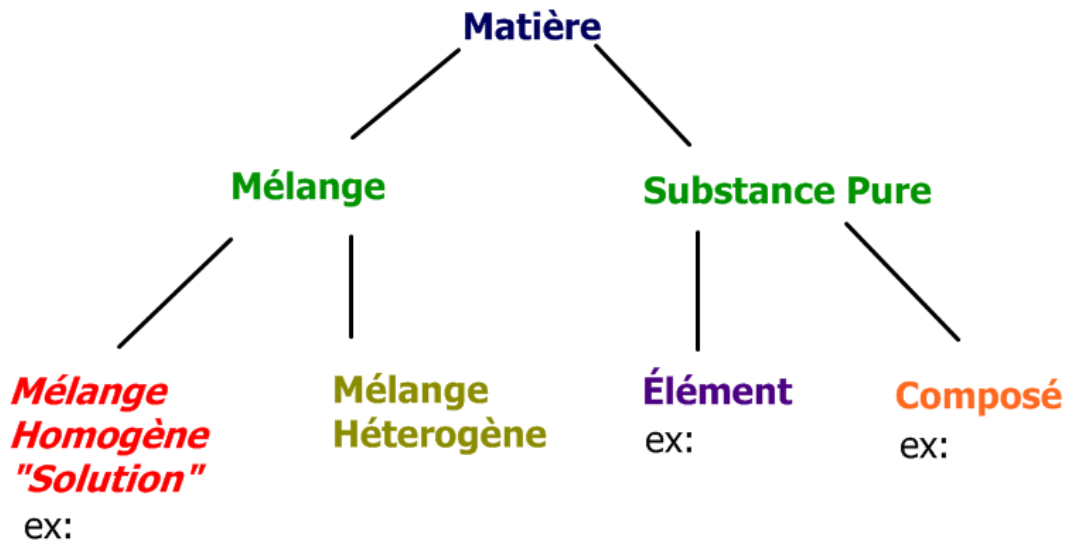 Matière
Mélange
Substance Pure
Mélange
Homogène
"Solution"
ex:
Mélange
Héterogène
Élément
ex:
Composé
ex: